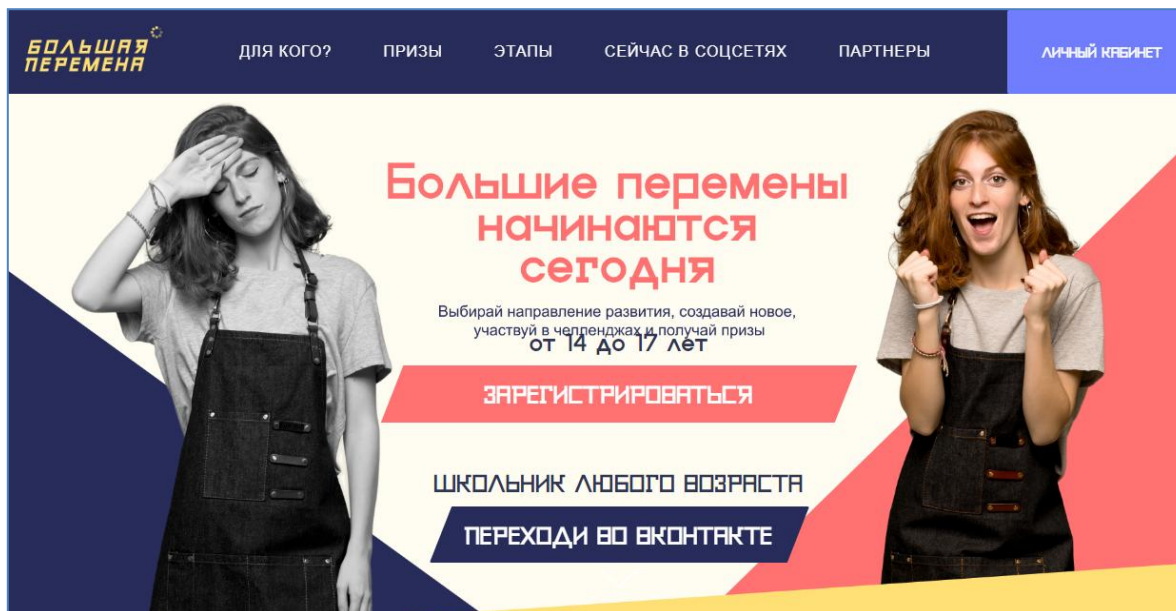 БОЛЬШАЯ
ПЕРЕМЕНА
ДЛЯ КОГО? ПРИЗЫ ЭТАПЫ СЕЙЧАС В СОЦСЕТЯХ ПАРТНЕРЫ ЛИЧНЫЙ КАБИНЕТ
Большие перемены
начинаются
сегодня
Выбирай направление развития, создавай новое,
участвуй в челленджах и получай призы
от 14 до 17 лет
ЗАРЕГИСТРИРОВАТЬСЯ
ШКОЛЬНИК ЛЮБОГО ВОЗРАСТА
ПЕРЕХОДИ ВО ВКОНТАКТЕ